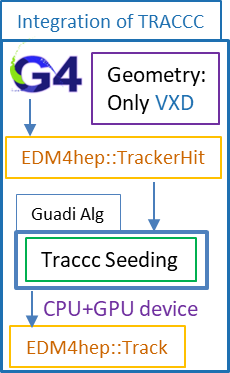 Integration of TRACCC
G4
Geometry:
Only VXD
EDM4hep::TrackerHit
Guadi Alg
Traccc Seeding
CPU+GPU device
EDM4hep::Track